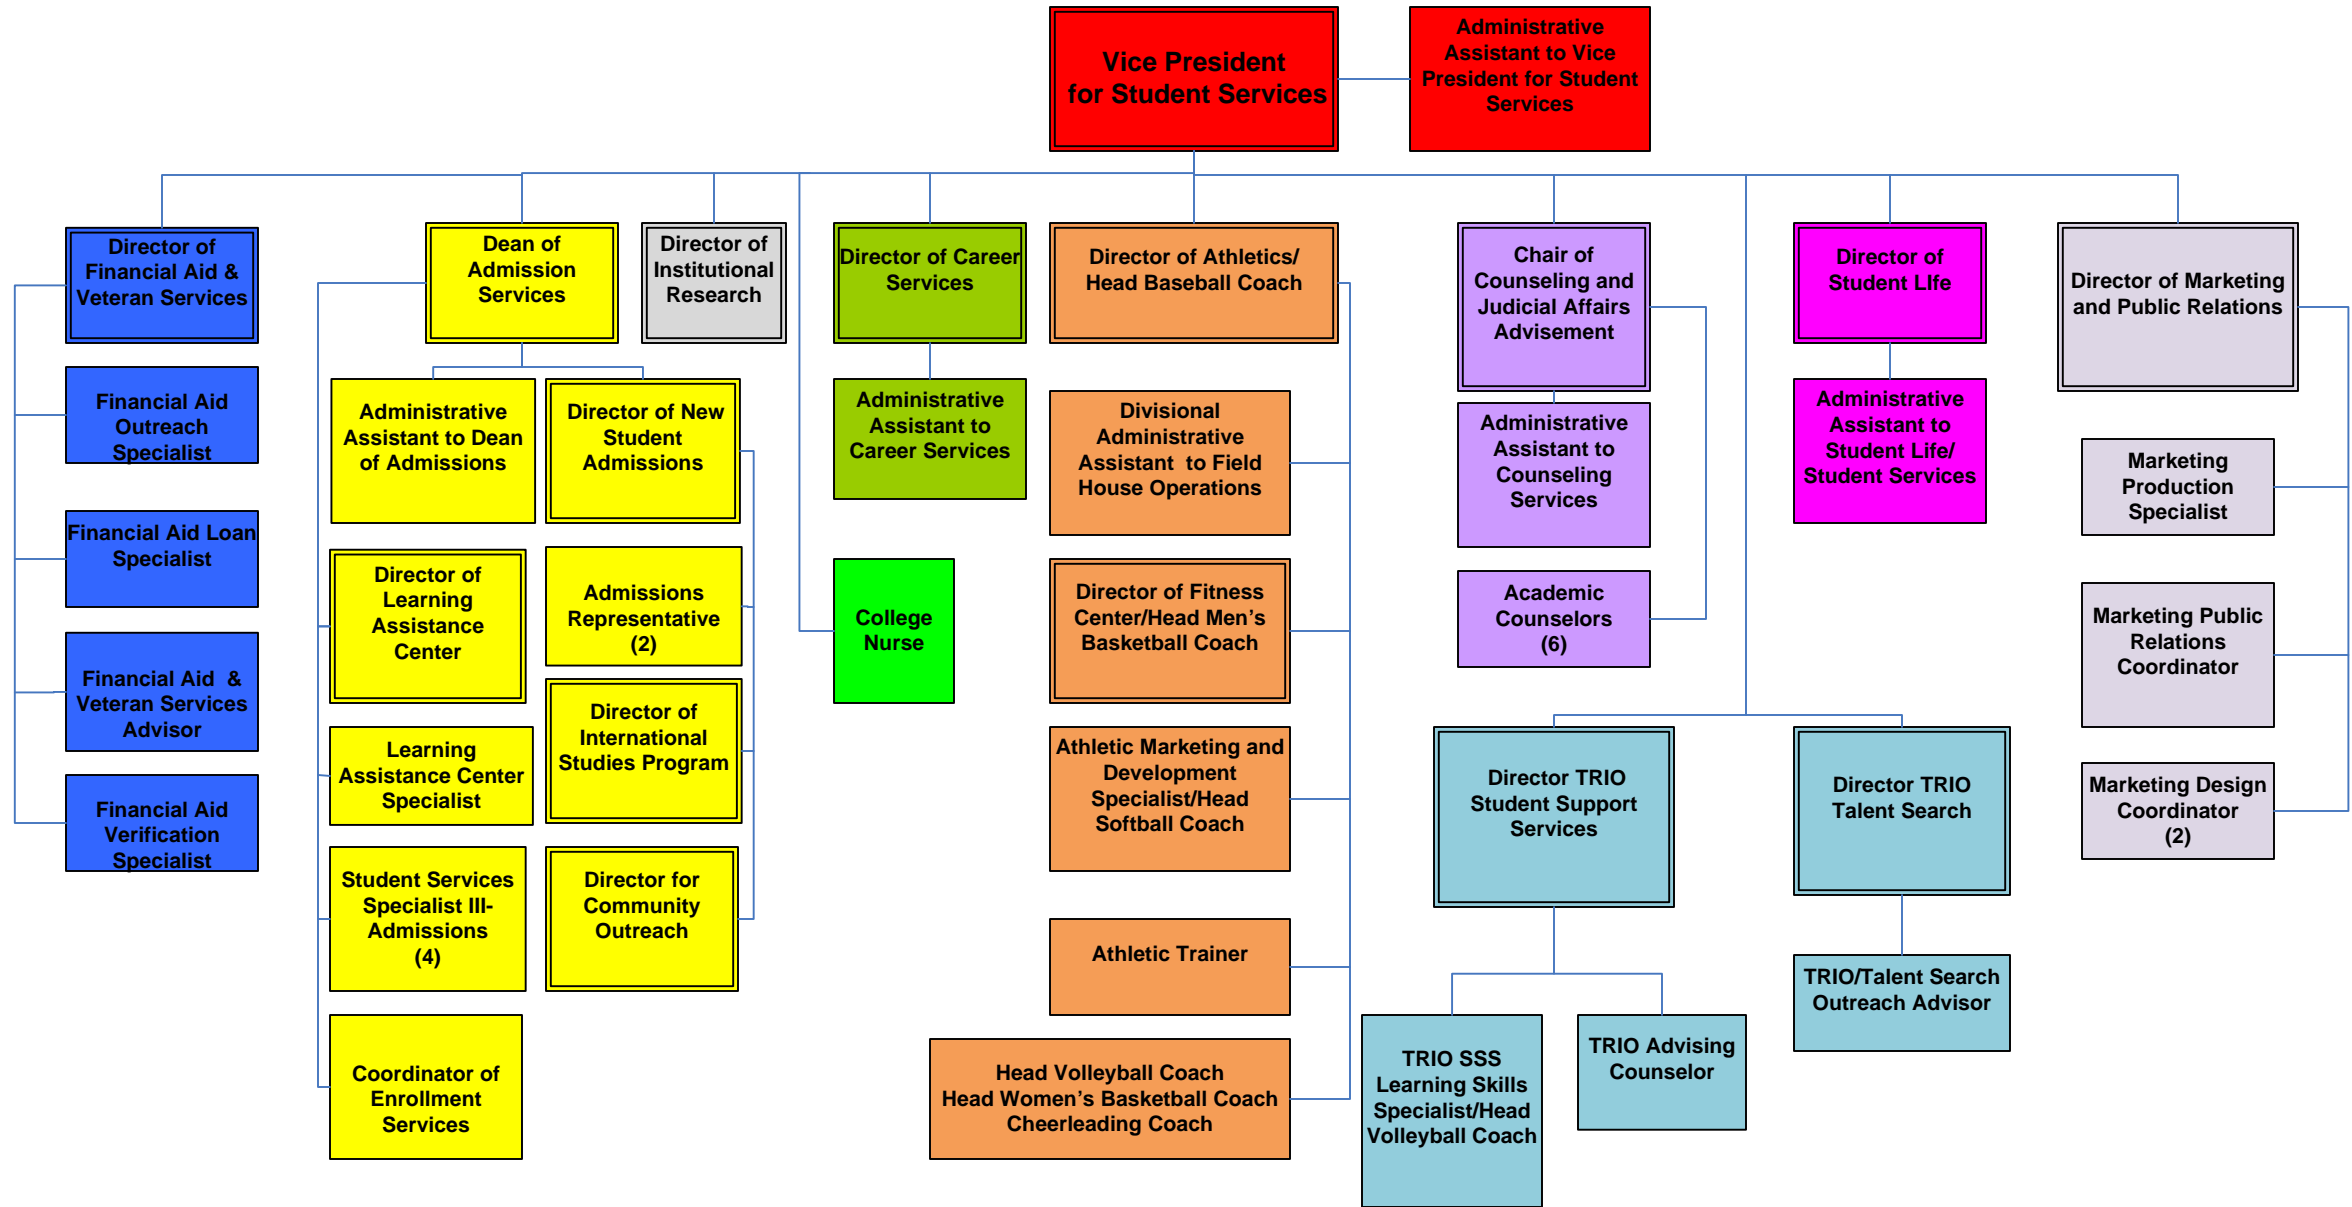 Vice President
for Student Services
Administrative
Assistant to Vice
President for Student
Services
Director of
Financial Aid &
Veteran Services
Dean of
Admission
Services
Director of
Institutional
Research
Director of Career
Services
Director of Athletics/
Head Baseball Coach
Chair of
Counseling and
Judicial Affairs
Advisement
Director of
Student LIfe
Director of Marketing
and Public Relations
Financial Aid
Outreach
Specialist
Financial Aid Loan
Specialist
Financial Aid  &
Veteran Services
Advisor
Financial Aid
Verification
Specialist
Administrative
Assistant to Dean
of Admissions
Director of
Learning
Assistance
Center
Learning
Assistance Center
Specialist
Student Services
Specialist III-
Admissions
(4)
Coordinator of
Enrollment
Services
Director of New
Student
Admissions
Admissions
Representative
(2)
Director of
International
Studies Program
Director for
Community
Outreach
Administrative
Assistant to
Career Services
College
Nurse
Divisional
Administrative
Assistant  to Field
House Operations
Director of Fitness
Center/Head Men's
Basketball Coach
Athletic Marketing and
Development
Specialist/Head
Softball Coach
Athletic Trainer
Head Volleyball Coach
Head Women's Basketball Coach
Cheerleading Coach
Administrative
Assistant to
Counseling
Services
Academic
Counselors
(6)
Administrative
Assistant to
Student Life/
Student Services
Director TRIO
Student Support
Services
TRIO SSS
Learning Skills
Specialist/Head
Volleyball Coach
TRIO Advising
Counselor
Director TRIO
Talent Search
TRIO/Talent Search
Outreach Advisor
Marketing
Production
Specialist
Marketing Public
Relations
Coordinator
Marketing Design
Coordinator
(2)